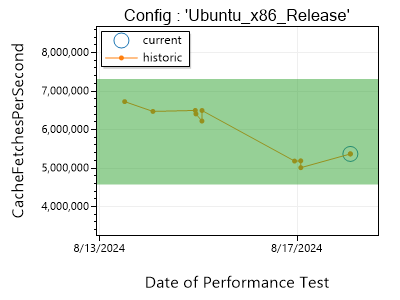 Config : 'Ubuntu_x86_Release'
current
historic
CacheFetchesPerSecond
8,000,000
7,000,000
6,000,000
5,000,000
4,000,000
8/13/2024
8/17/2024
Date of Performance Test